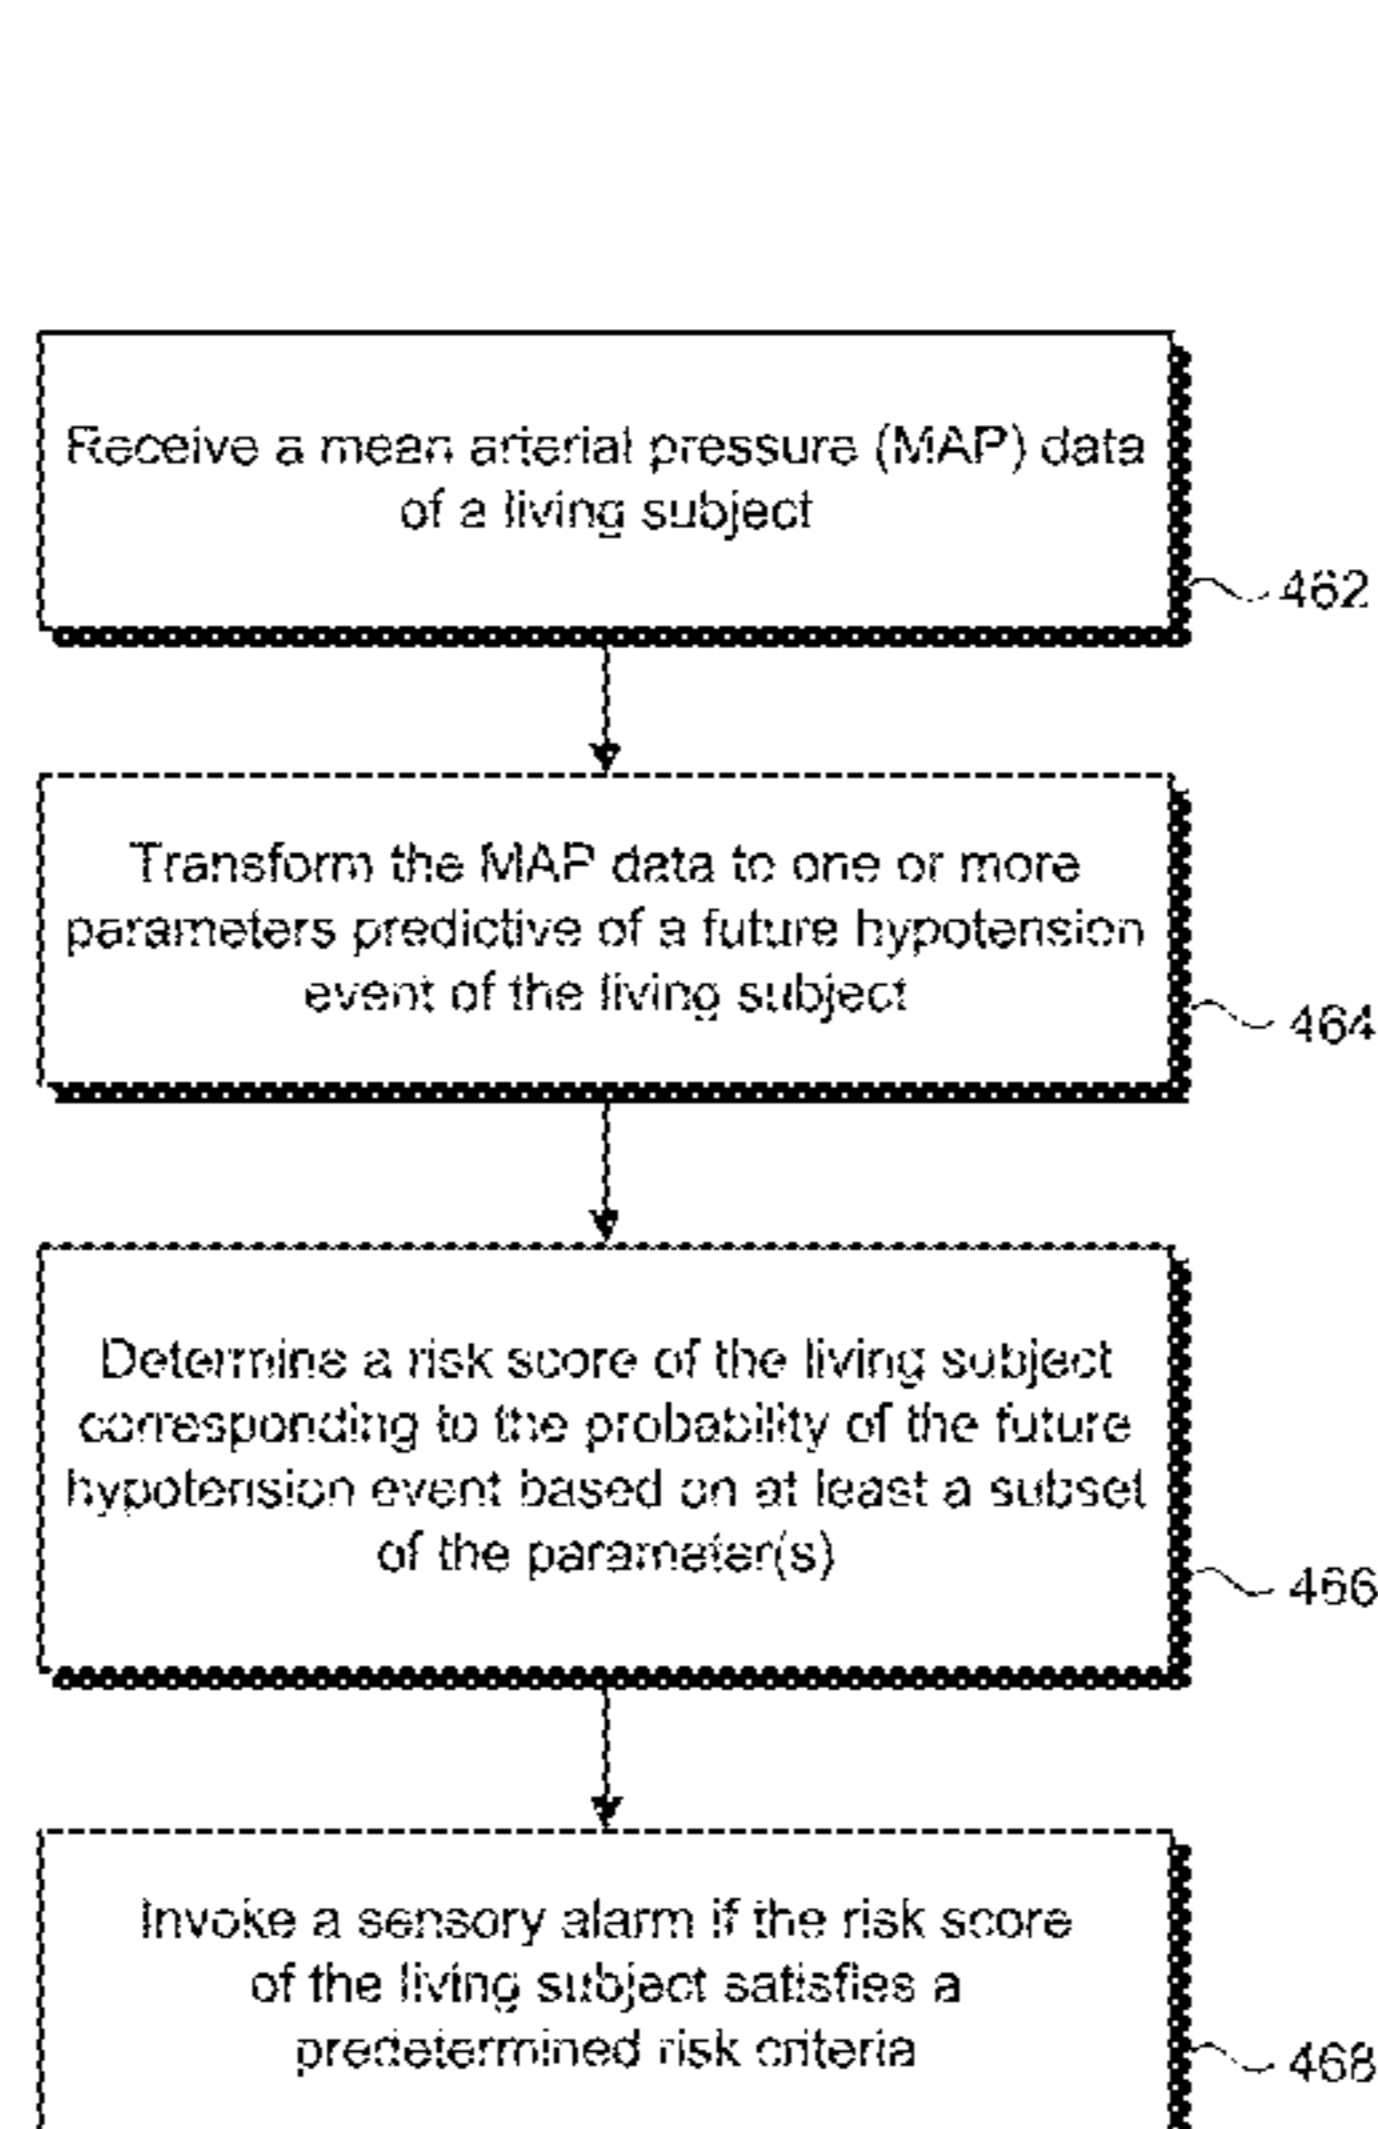 Receive a mean arterial pressure (MAP) data
of a living subject
462
Transform the MAP data to one or more
parameters predictive of a future hypotension
event of the living subject
464
Determine a risk score of the living subject
corresponding to the probability of the future
hypotension event based on at least a subset
of the parameter(s)
466
Invoke a sensory alarm if the risk score
of the living subject satisfies a
predetermined risk criteria
468